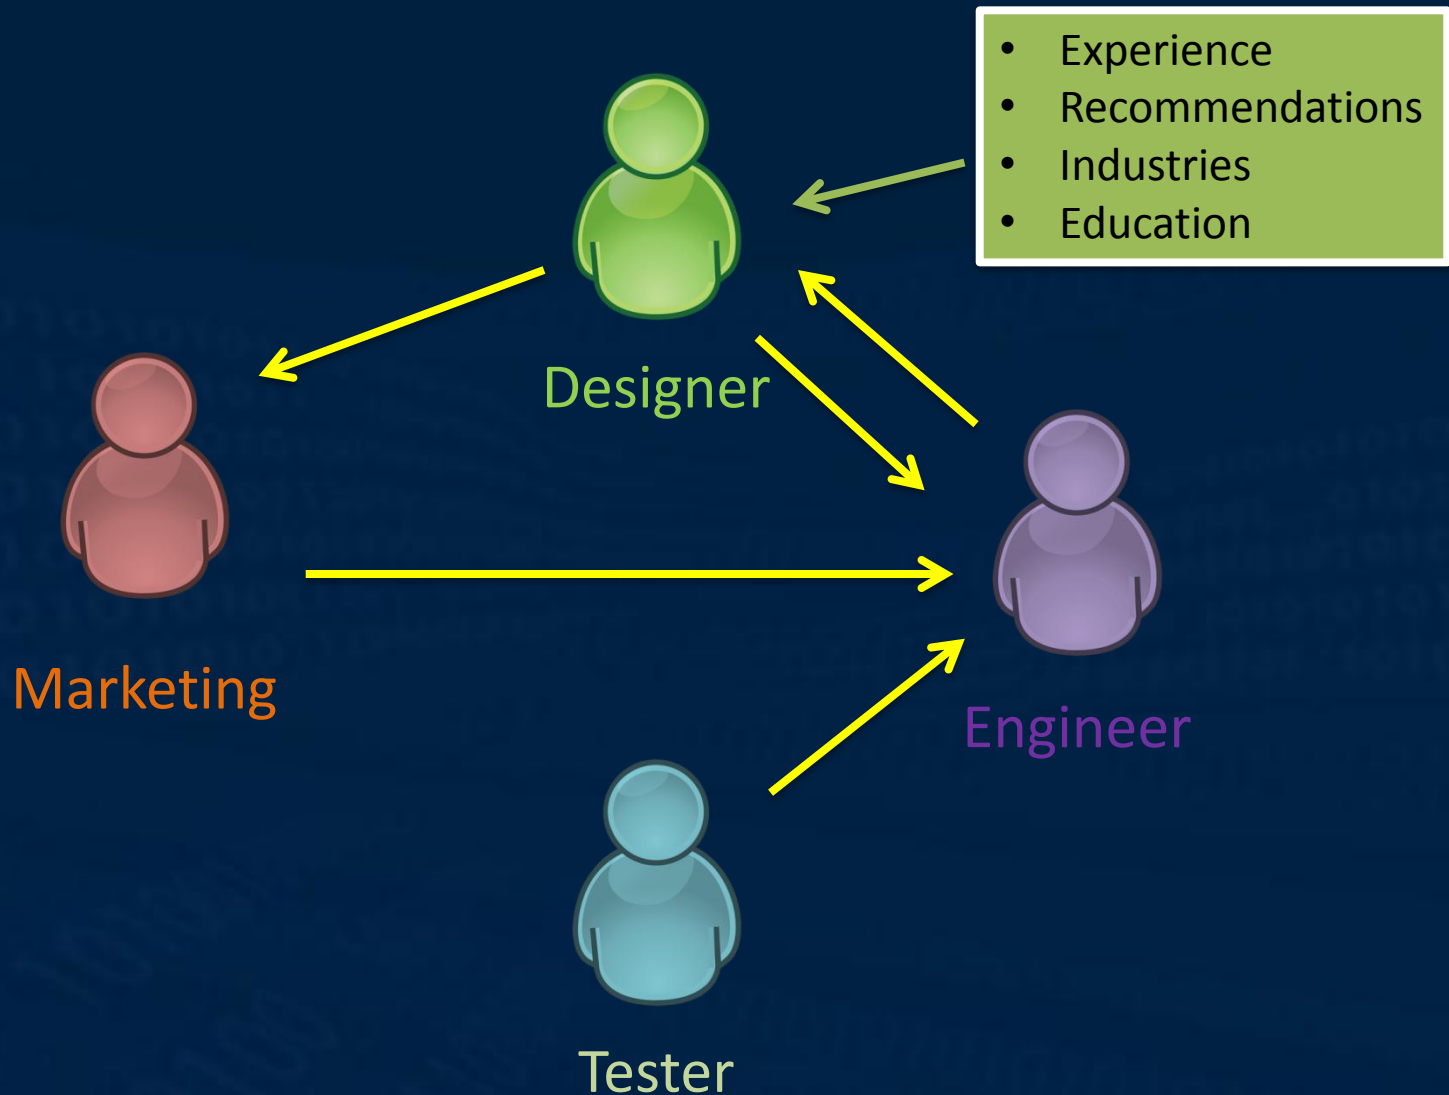 • Experience
• Recommendations
• Industries
• Education
Designer
Marketing
Engineer
Tester